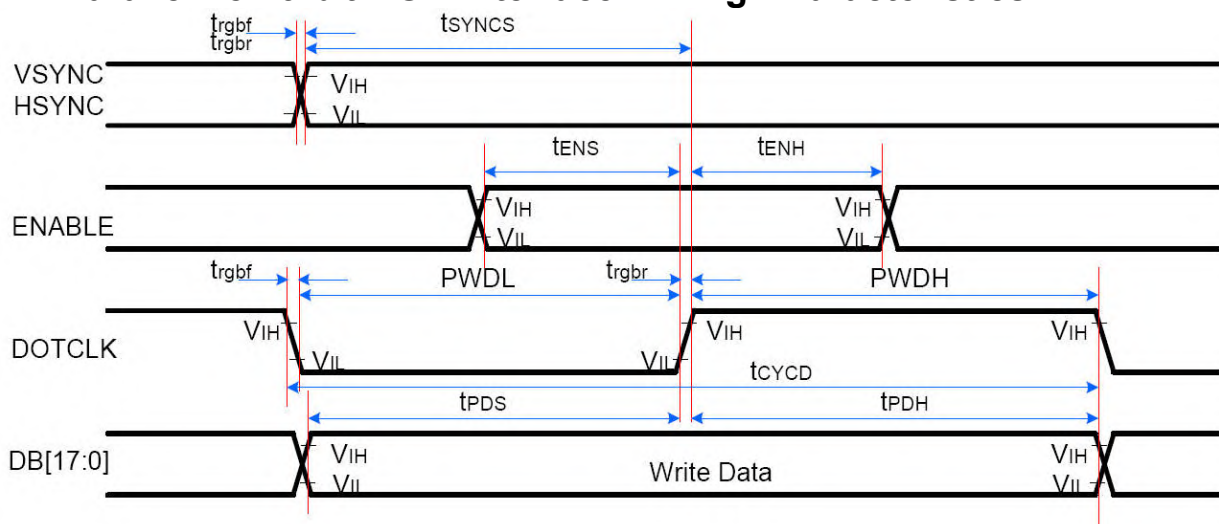 trgbf
trgbr
tSYNCS
VSYNC
HSYNC
VIH
VIL
tENS
tENH
ENABLE
VIH
VIL
VIH
VIL
trgbf
PWDL
trgbr
PWDH
DOTCLK
VIH
VIL
VIL
VIH
VIH
tCYCD
tPDS
tPDH
DB[17:0]
VIH
VIL
Write Data
VIH
VIL